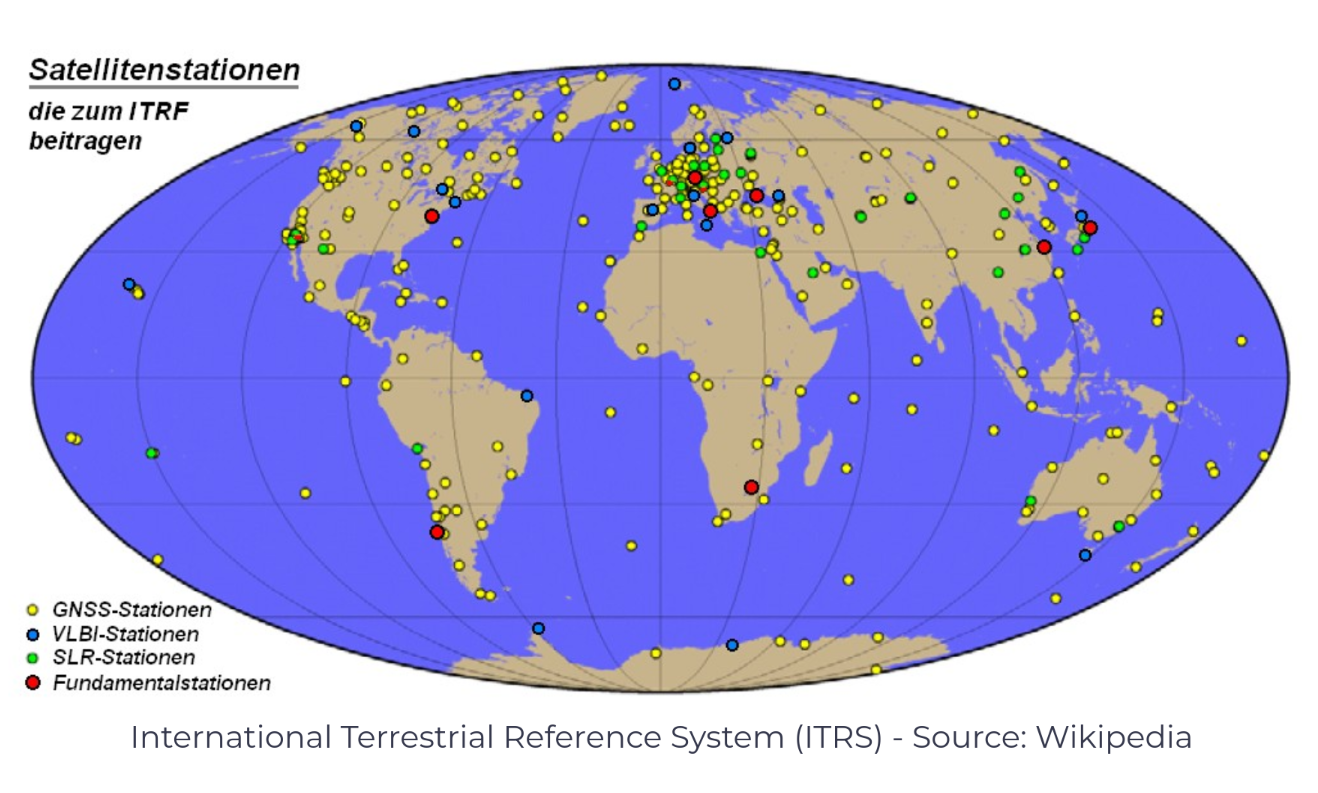 Satellitenstationen
die zum ITRF
beitragen
GNSS-Stationen
VLBI-Stationen
SLR-Stationen
Fundamentalstationen
International Terrestrial Reference System (ITRS) - Source: Wikipedia